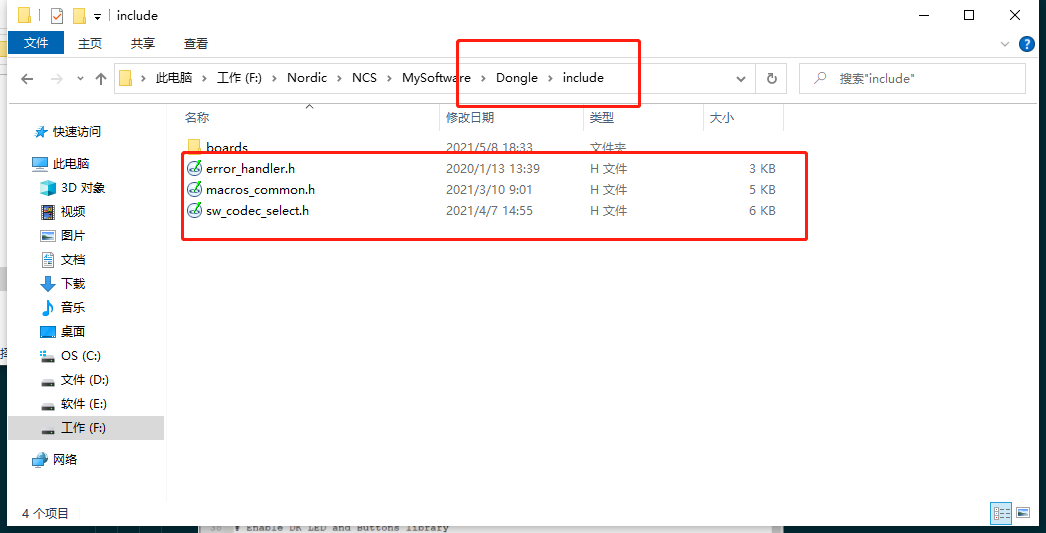 include
文件 主页 共享 查看
此电脑 工作 (F:) Nordic NCS MySoftware Dongle include 搜索"include"
名称 修改日期 类型 大小
boards 2021/5/8 18:33 文件夹
error_handler.h 2020/1/13 13:39 H 文件 3 KB
macros_common.h 2021/3/10 9:01 H 文件 5 KB
sw_codec_select.h 2021/4/7 14:55 H 文件 6 KB
快速访问
此电脑
3D 对象
视频
图片
文档
下载
音乐
桌面
OS (C:)
文件 (D:)
软件 (E:)
工作 (F:)
网络
4 个项目
# Enable DK LED and Buttons library